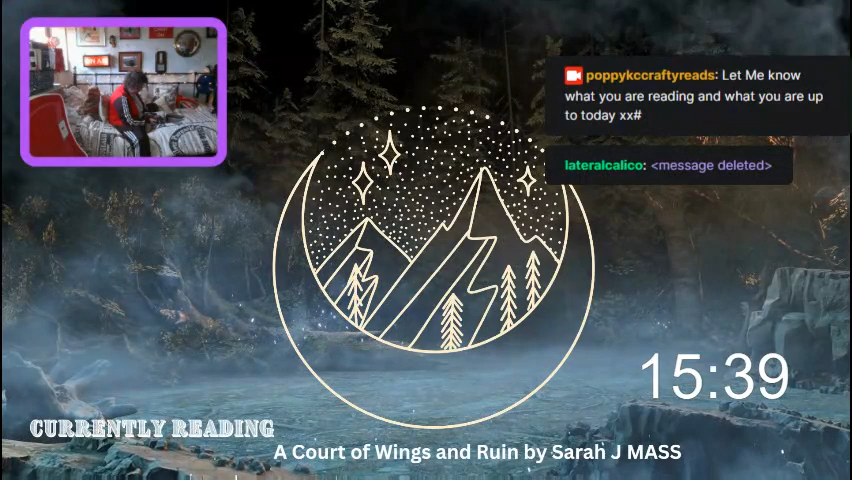 poppykccraftyreads: Let Me know
what you are reading and what you are up
to today xx#
lateralcalico: <message deleted>
15:39
CURRENTLY READING
A Court of Wings and Ruin by Sarah J MASS